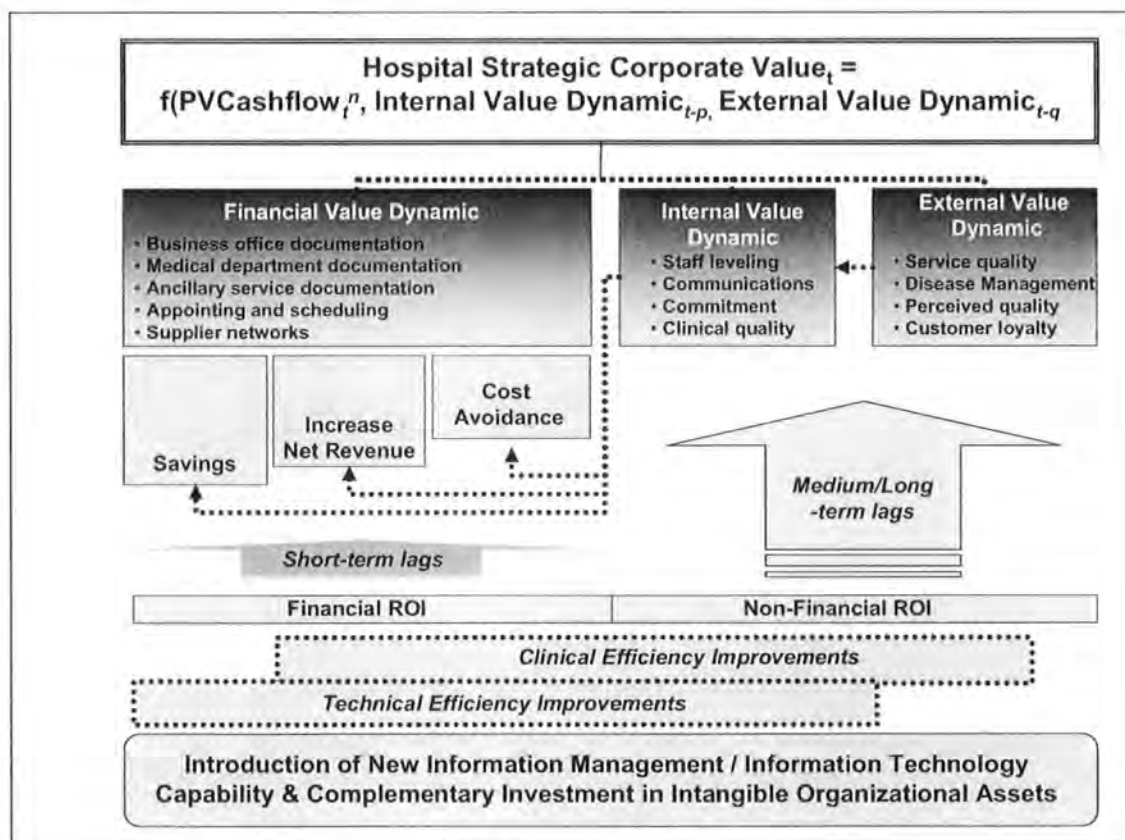 Hospital Strategic Corporate Valueₜ =
f(PVCashflowₜⁿ, Internal Value Dynamic_t-p, External Value Dynamic_t-q
Financial Value Dynamic
• Business office documentation
• Medical department documentation
• Ancillary service documentation
• Appointing and scheduling
• Supplier networks
Internal Value
Dynamic
• Staff leveling
• Communications
• Commitment
• Clinical quality
External Value
Dynamic
• Service quality
• Disease Management
• Perceived quality
• Customer loyalty
Savings
Increase
Net Revenue
Cost
Avoidance
Medium/Long
-term lags
Short-term lags
Financial ROI
Non-Financial ROI
Clinical Efficiency Improvements
Technical Efficiency Improvements
Introduction of New Information Management / Information Technology
Capability & Complementary Investment in Intangible Organizational Assets